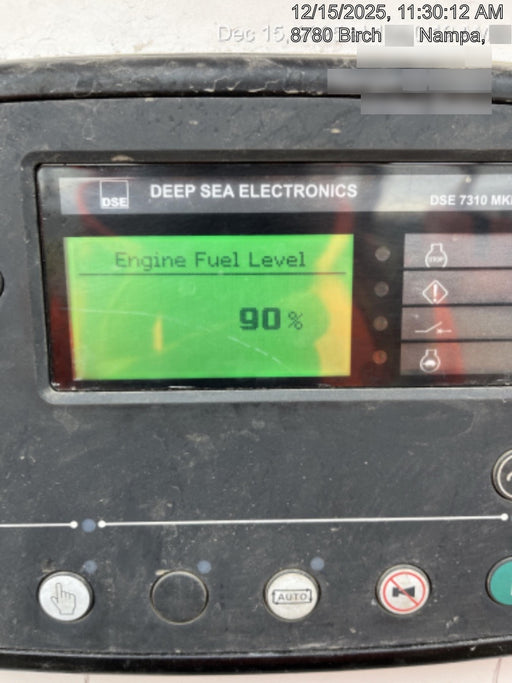 12/15/2025, 11:30:12 AM
Dec 15,
8780 Birch Nampa,
DSE
DEEP SEA ELECTRONICS
DSE 7310
Engine Fuel Level
90 %
STOP
AUTO